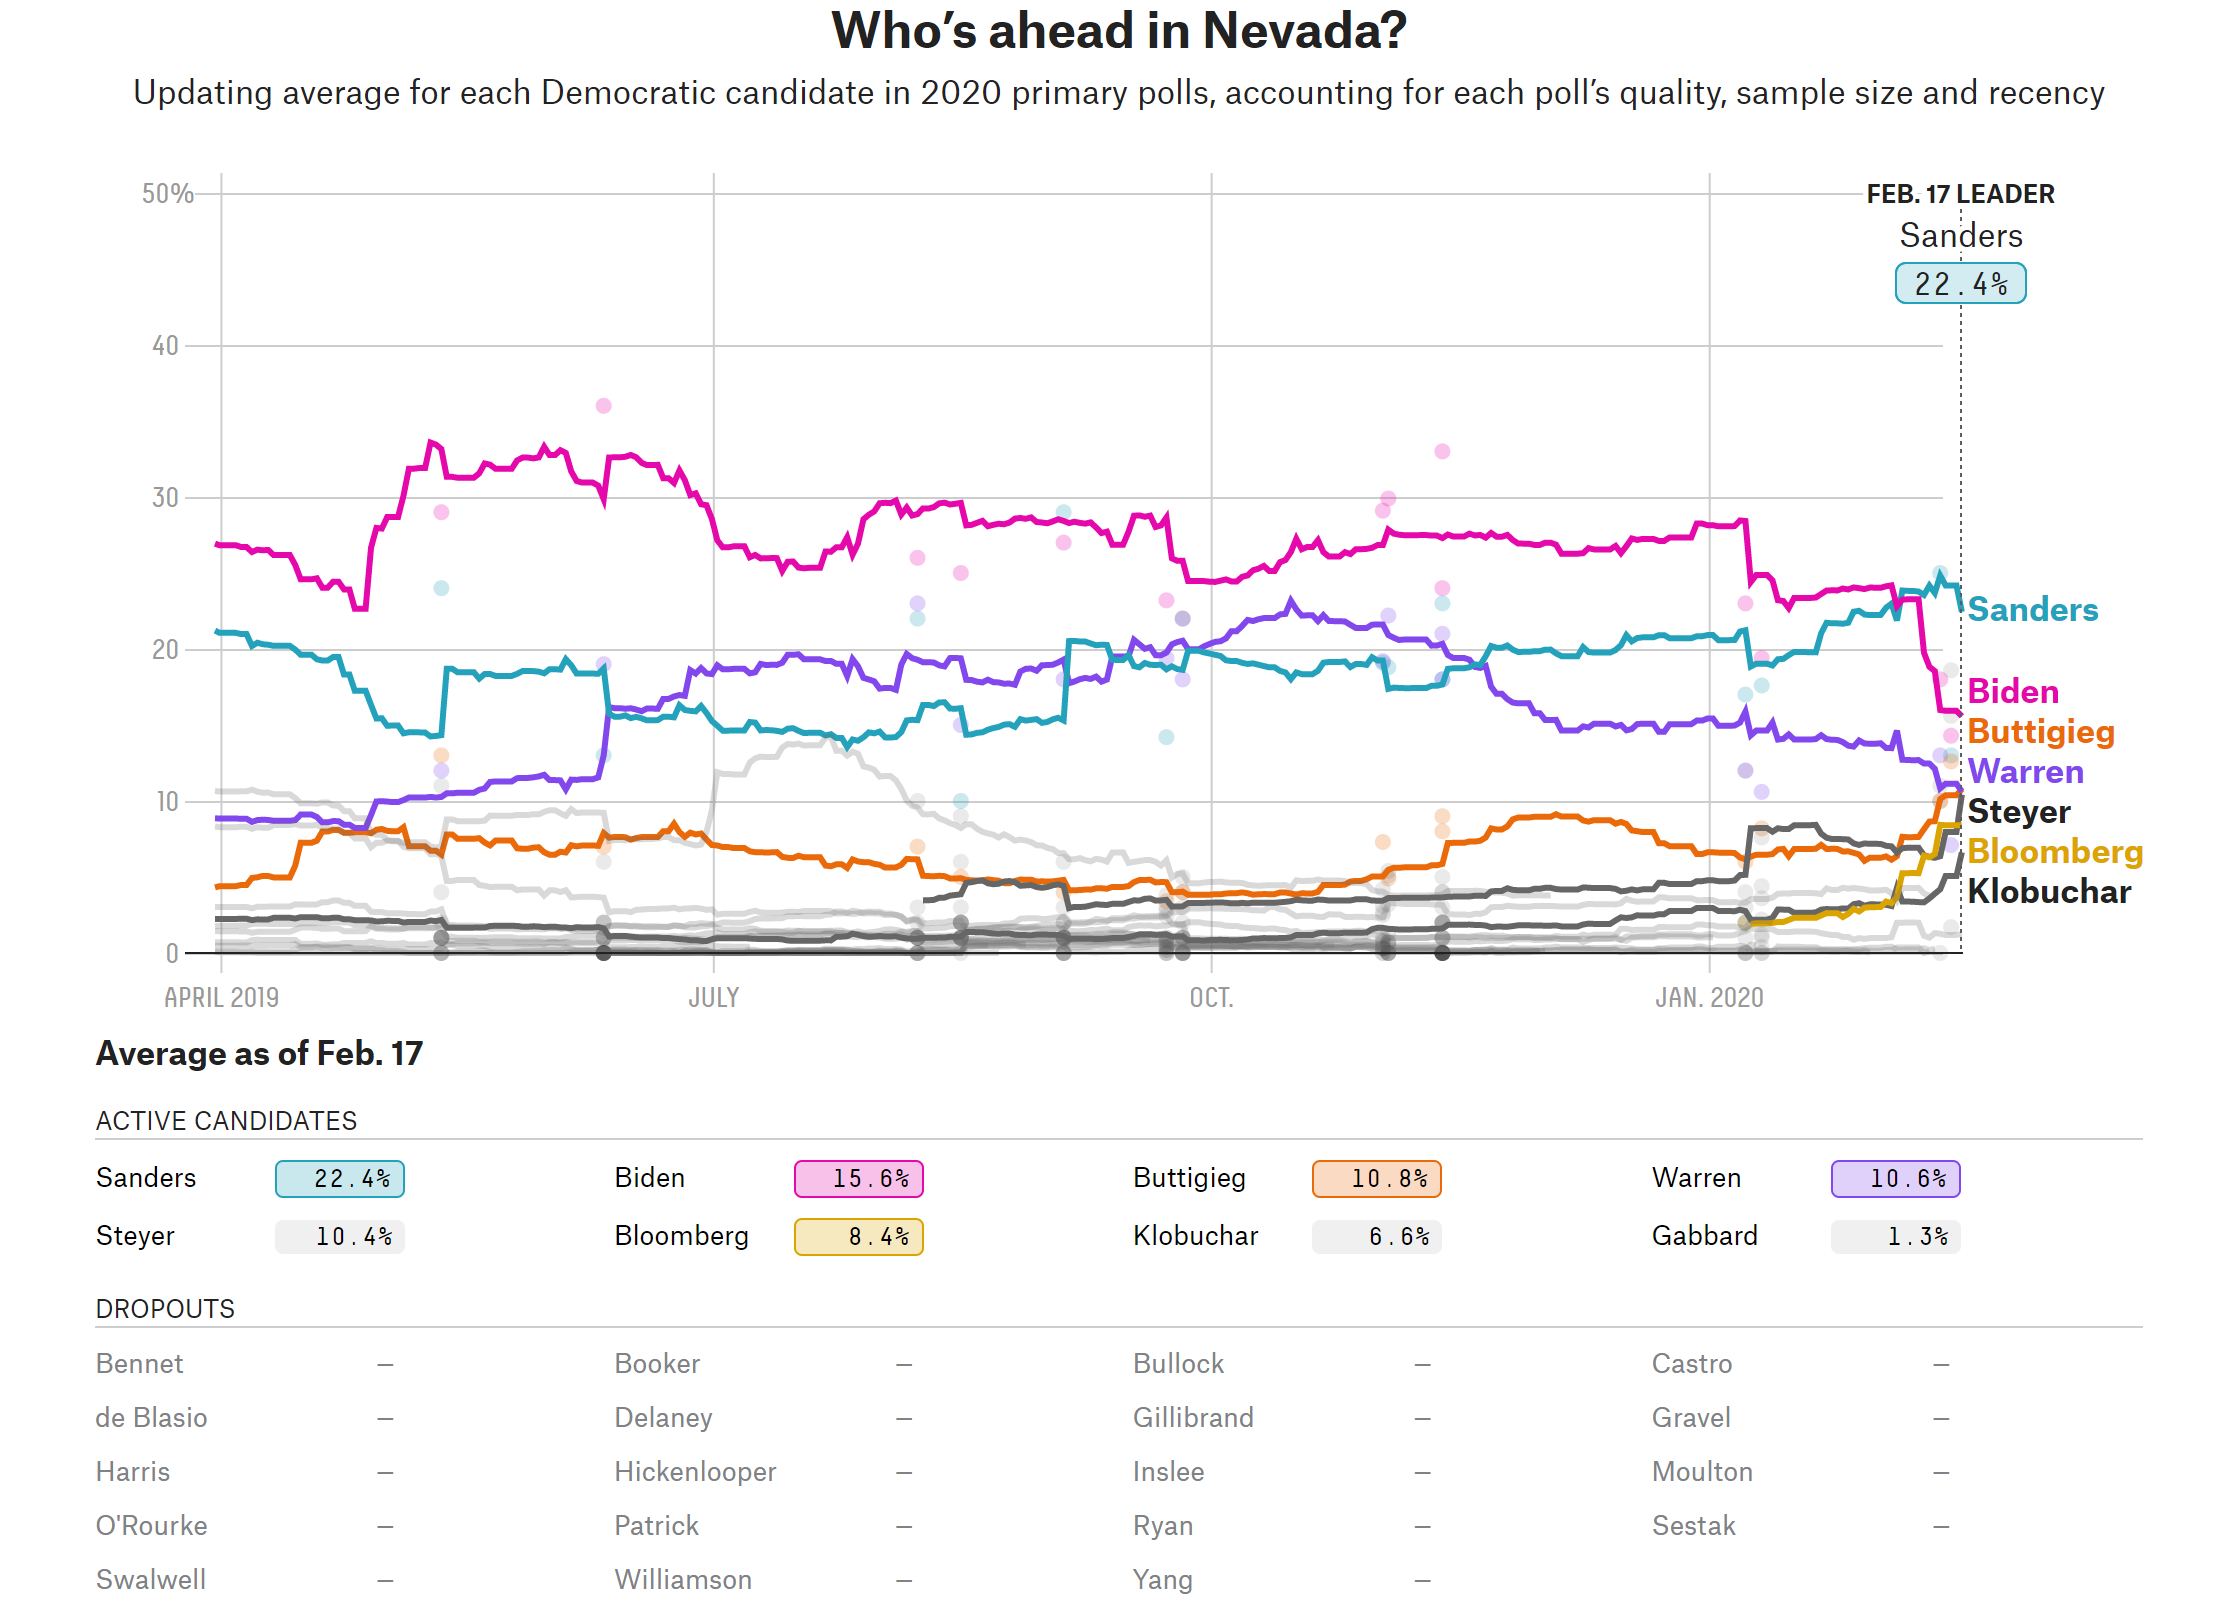 Who's ahead in Nevada?
Updating average for each Democratic candidate in 2020 primary polls, accounting for each poll's quality, sample size and recency
50%
FEB. 17 LEADER
Sanders
22.4%
40
30
20
10
0
Sanders
Biden
Buttigieg
Warren
Steyer
Bloomberg
Klobuchar
APRIL 2019 JULY OCT. JAN. 2020
Average as of Feb. 17
ACTIVE CANDIDATES
Sanders 22.4% Biden 15.6% Buttigieg 10.8% Warren 10.6%
Steyer 10.4% Bloomberg 8.4% Klobuchar 6.6% Gabbard 1.3%
DROPOUTS
Bennet – Booker – Bullock – Castro –
de Blasio – Delaney – Gillibrand – Gravel –
Harris – Hickenlooper – Inslee – Moulton –
O'Rourke – Patrick – Ryan – Sestak –
Swalwell – Williamson – Yang –